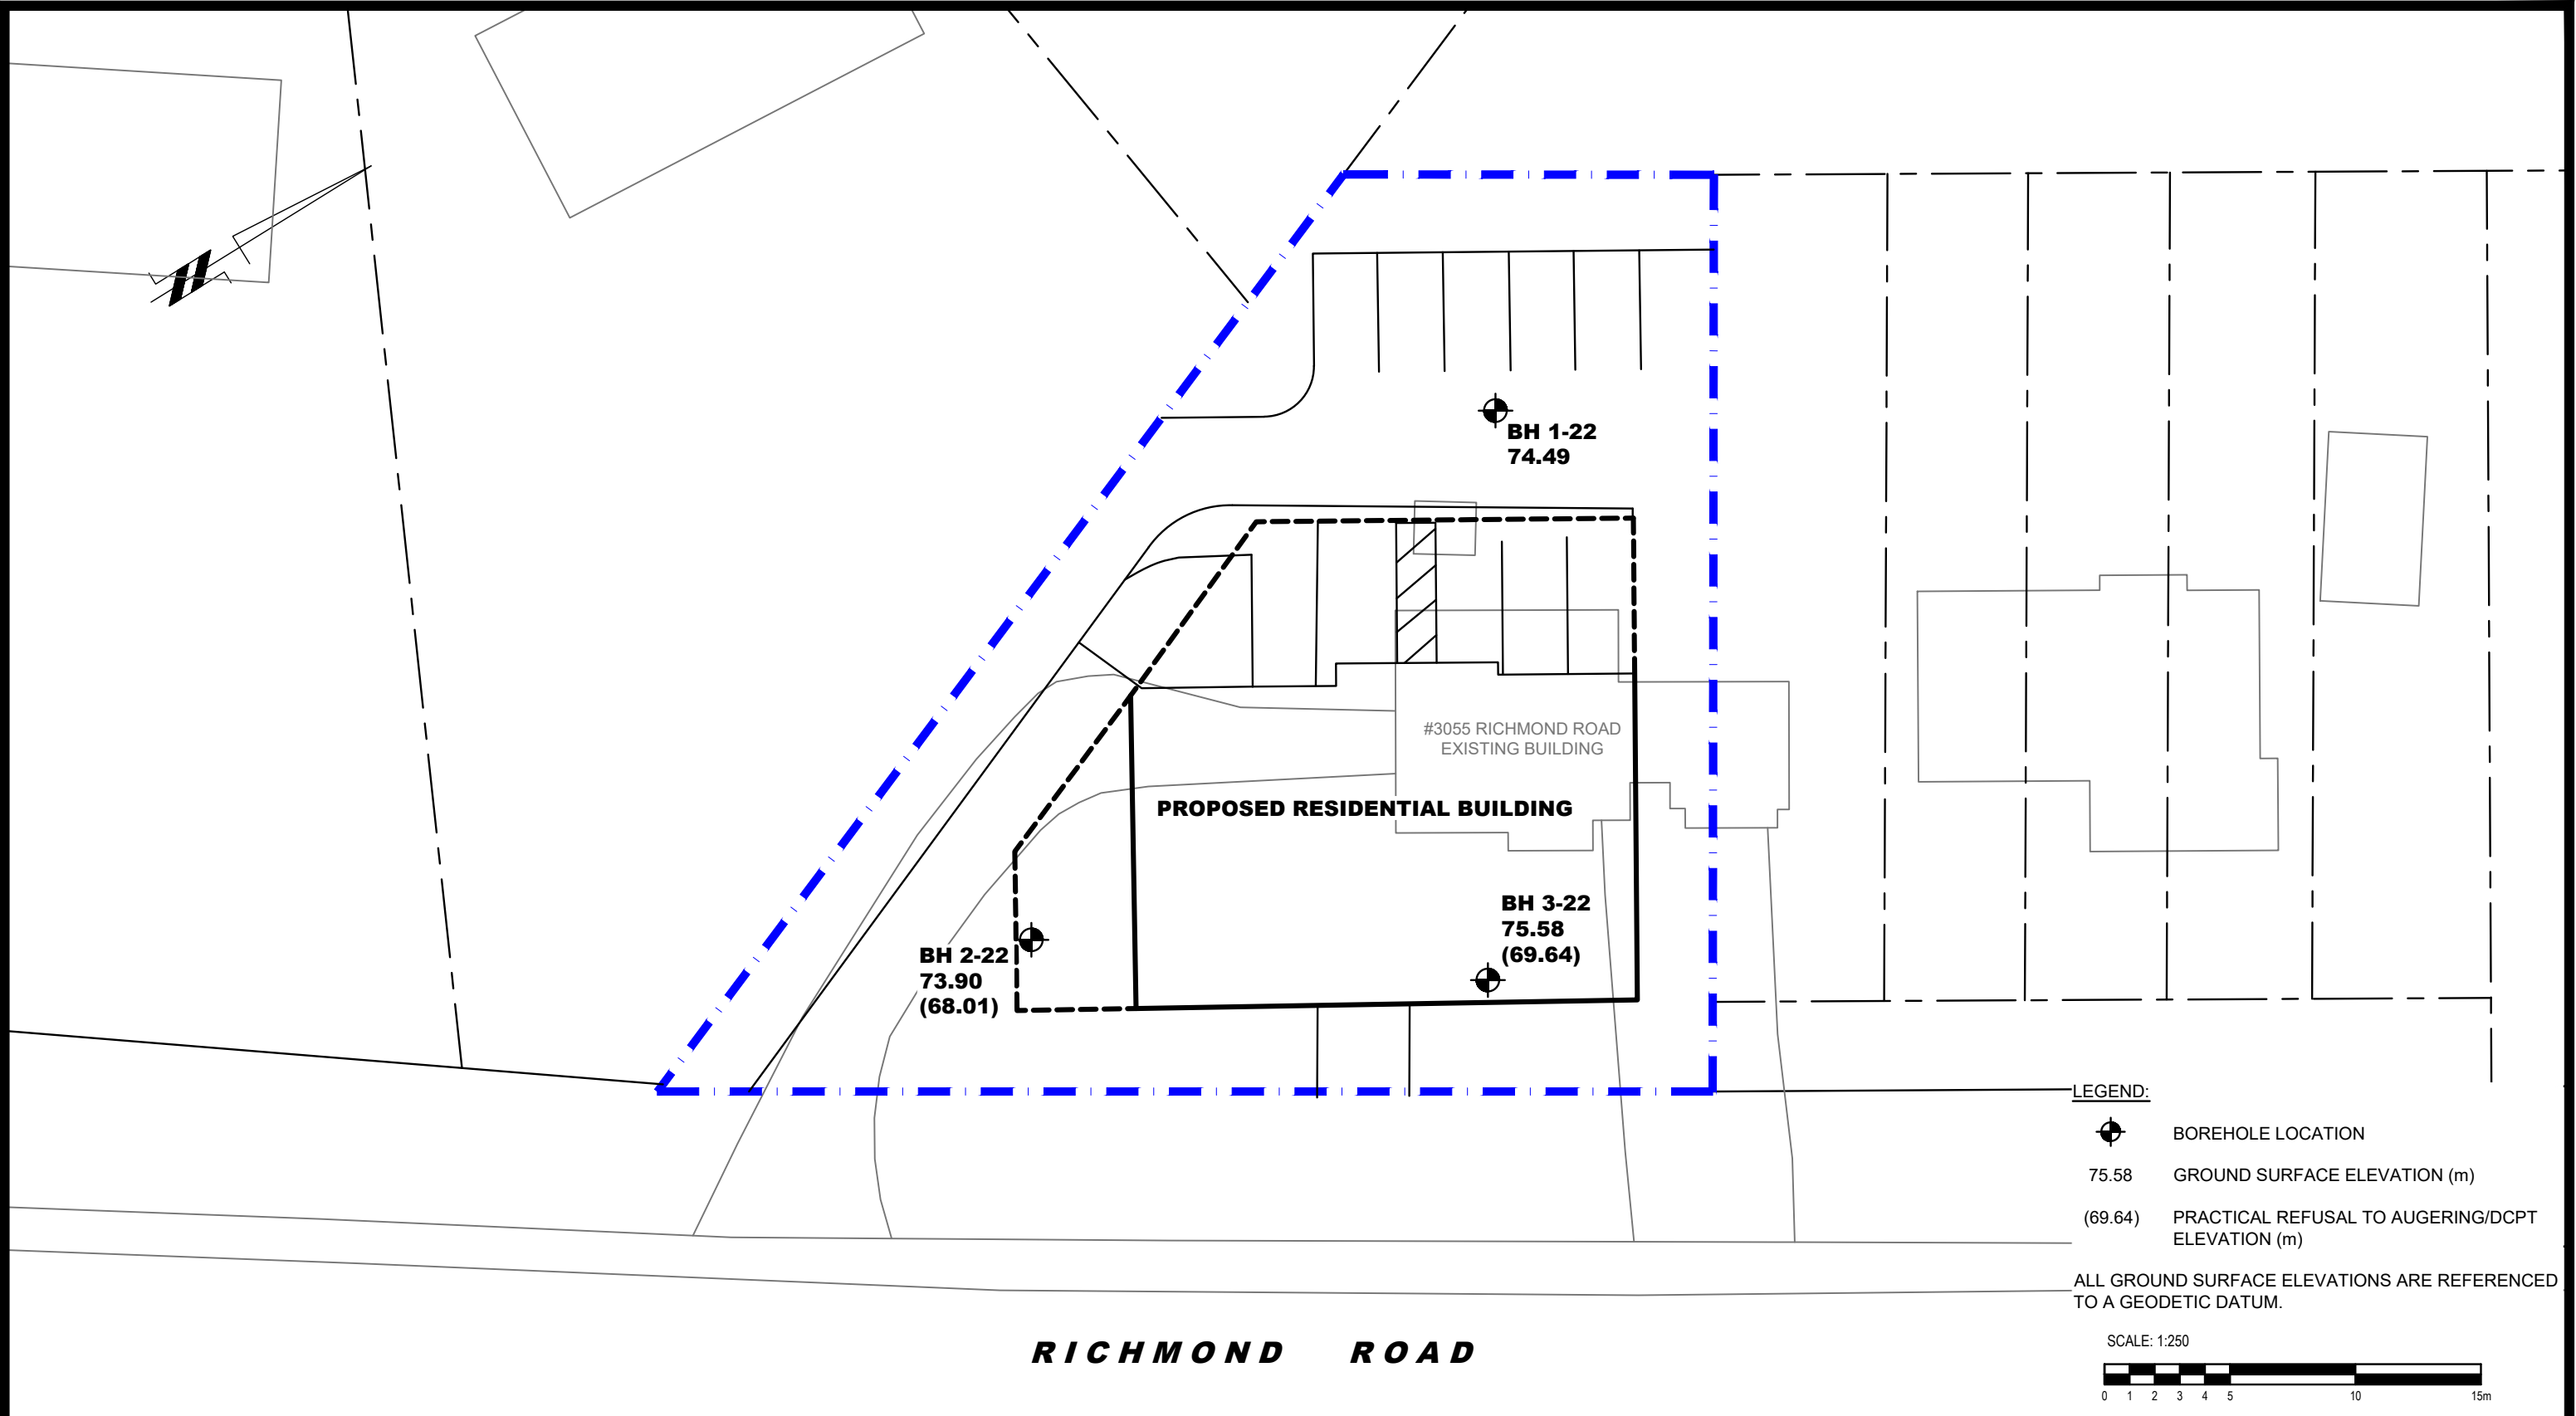 BH 1-22
74.49
#3055 RICHMOND ROAD
EXISTING BUILDING
PROPOSED RESIDENTIAL BUILDING
BH 3-22
75.58
(69.64)
BH 2-22
73.90
(68.01)
LEGEND:
BOREHOLE LOCATION
75.58 GROUND SURFACE ELEVATION (m)
(69.64) PRACTICAL REFUSAL TO AUGERING/DCPT
ELEVATION (m)
ALL GROUND SURFACE ELEVATIONS ARE REFERENCED
TO A GEODETIC DATUM.
RICHMOND ROAD
SCALE: 1:250
0 1 2 3 4 5 10 15m